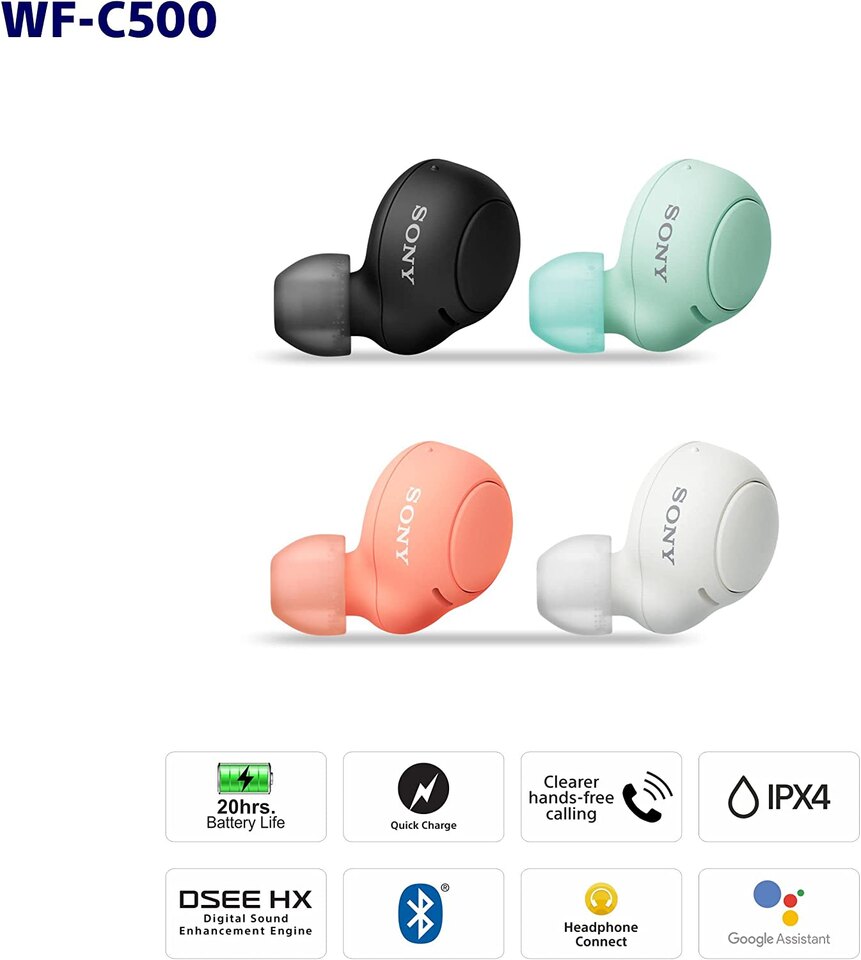 WF-C500
SONY
SONY
SONY
SONY
20hrs.
Battery Life
Quick Charge
Clearer
hands-free
calling
IPX4
DSEE HX
Digital Sound
Enhancement Engine
®
Headphone
Connect
Google Assistant